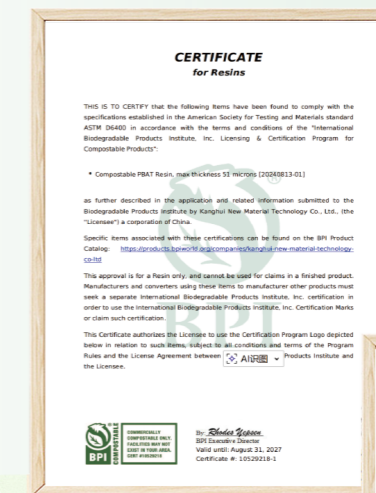 CERTIFICATE
for Resins
THIS IS TO CERTIFY that the following Items have been found to comply with the
specifications established in the American Society for Testing and Materials standard
ASTM D6400 in accordance with the terms and conditions of the "International
Biodegradable Products Institute, Inc. Licensing & Certification Program for
Compostable Products":
* Compostable PBAT Resin, max thickness 51 microns [20240813-01]
as further described in the application and related information submitted to the
Biodegradable Products Institute by Kanghui New Material Technology Co., Ltd., (the
"Licensee") a corporation of China.
Specific items associated with these certifications can be found on the BPI Product
Catalog: https://products.bpiworld.org/companies/kanghui-new-material-technology-
co-ltd
This approval is for a Resin only, and cannot be used for claims in a finished product.
Manufacturers and converters using these items to manufacturer other products must
seek a separate International Biodegradable Products Institute, Inc. certification in
order to use the International Biodegradable Products Institute, Inc. Certification Marks
or claim such certification.
This Certificate authorizes the Licensee to use the Certification Program Logo depicted
below in relation to such Items, subject to all conditions and terms of the Program
Rules and the License Agreement between AI识图 Products Institute and
the Licensee.
BPI
BPI
COMPOSTABLE
COMMERCIALLY
COMPOSTABLE ONLY.
FACILITIES MAY NOT
EXIST IN YOUR AREA.
CERT #10529218
By: Rhodes Yepsen
BPI Executive Director
Valid until: August 31, 2027
Certificate #: 10529218-1